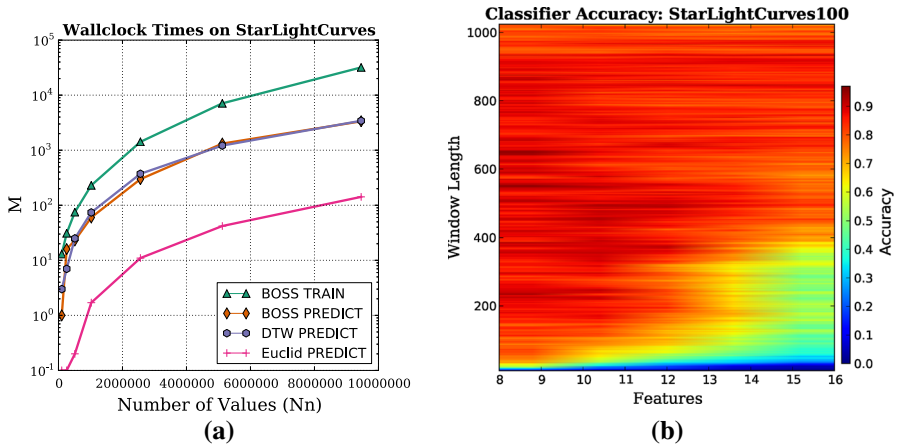 Wallclock Times on StarLightCurves
M
10^5
10^4
10^3
10^2
10^1
10^0
10^-1
BOSS TRAIN
BOSS PREDICT
DTW PREDICT
Euclid PREDICT
0 2000000 4000000 6000000 8000000 10000000
Number of Values (Nn)
(a)
Classifier Accuracy: StarLightCurves100
Window Length
1000
800
600
400
200
8 9 10 11 12 13 14 15 16
Features
0.9
0.8
0.7
0.6
0.5
0.4
0.3
0.2
0.1
0.0
Accuracy
(b)